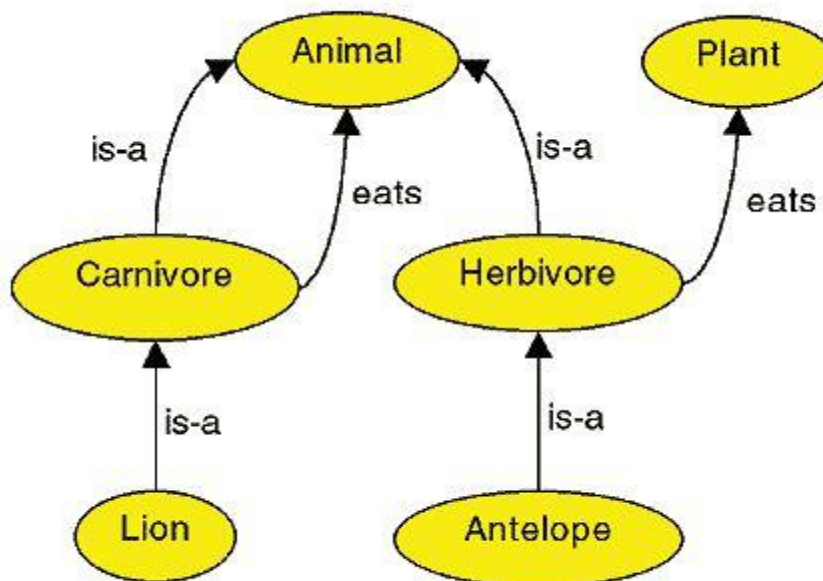 Animal
Plant
is-a
is-a
eats
eats
Carnivore
Herbivore
is-a
is-a
Lion
Antelope